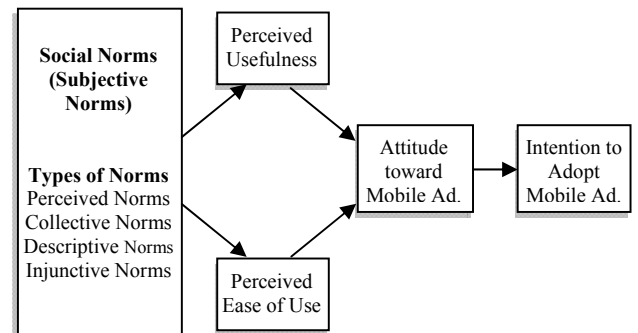 Social Norms
(Subjective
Norms)
Types of Norms
Perceived Norms
Collective Norms
Descriptive Norms
Injunctive Norms
Perceived
Usefulness
Perceived
Ease of Use
Attitude
toward
Mobile Ad.
Intention to
Adopt
Mobile Ad.